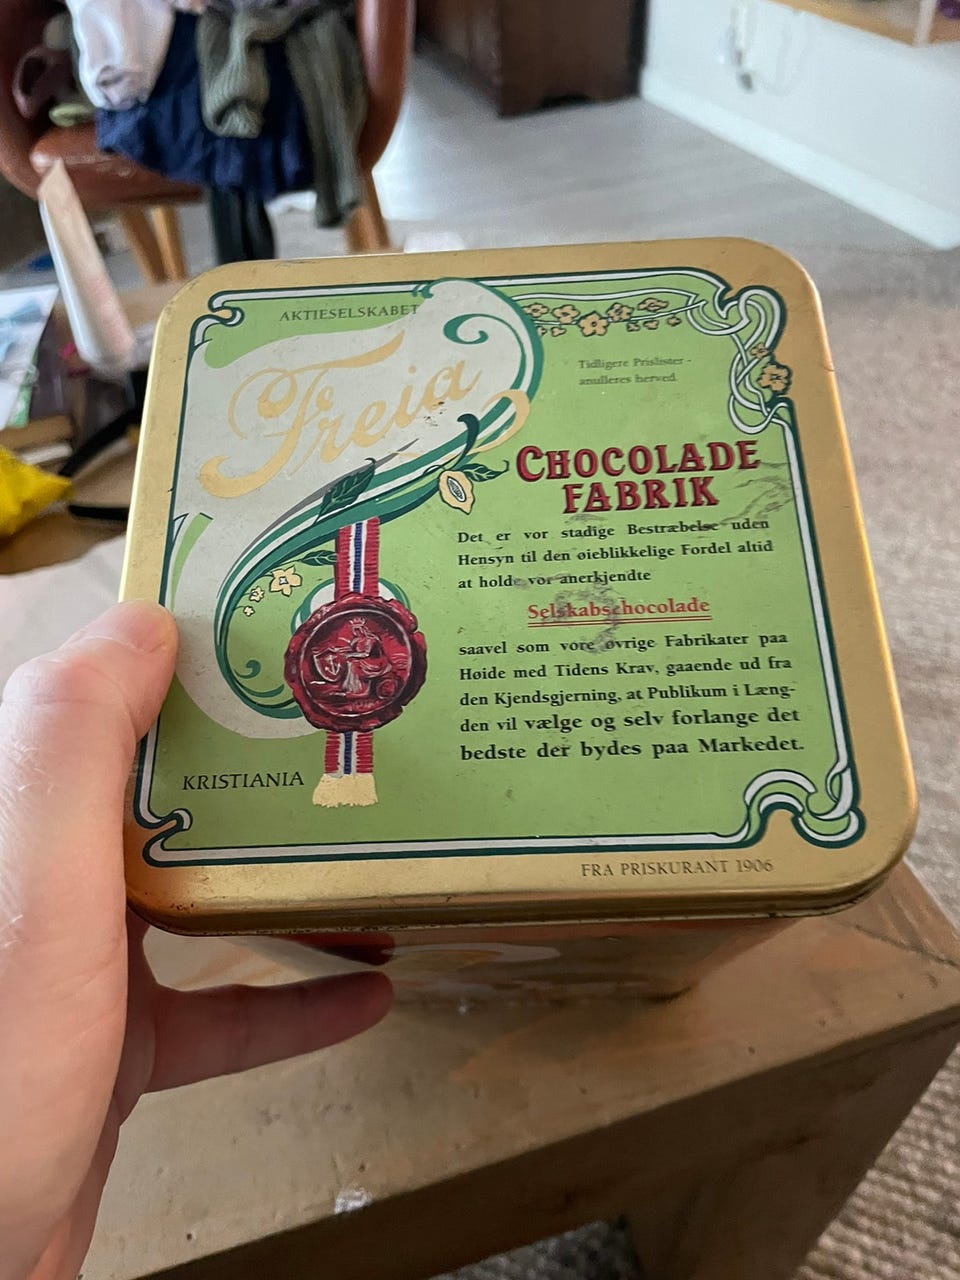 AKTIESELSKABET
Freia
Tidligere Prislister -
anulleres herved.
CHOCOLADE
FABRIK
Det er vor stadige Bestræbelse uden
Hensyn til den øieblikkelige Fordel altid
at holde vor anerkjendte
Selskabschocolade
saavel som vore øvrige Fabrikater paa
Høide med Tidens Krav, gaaende ud fra
den Kjendsgjerning, at Publikum i Læng-
den vil vælge og selv forlange det
bedste der bydes paa Markedet.
KRISTIANIA
FRA PRISKURANT 1906